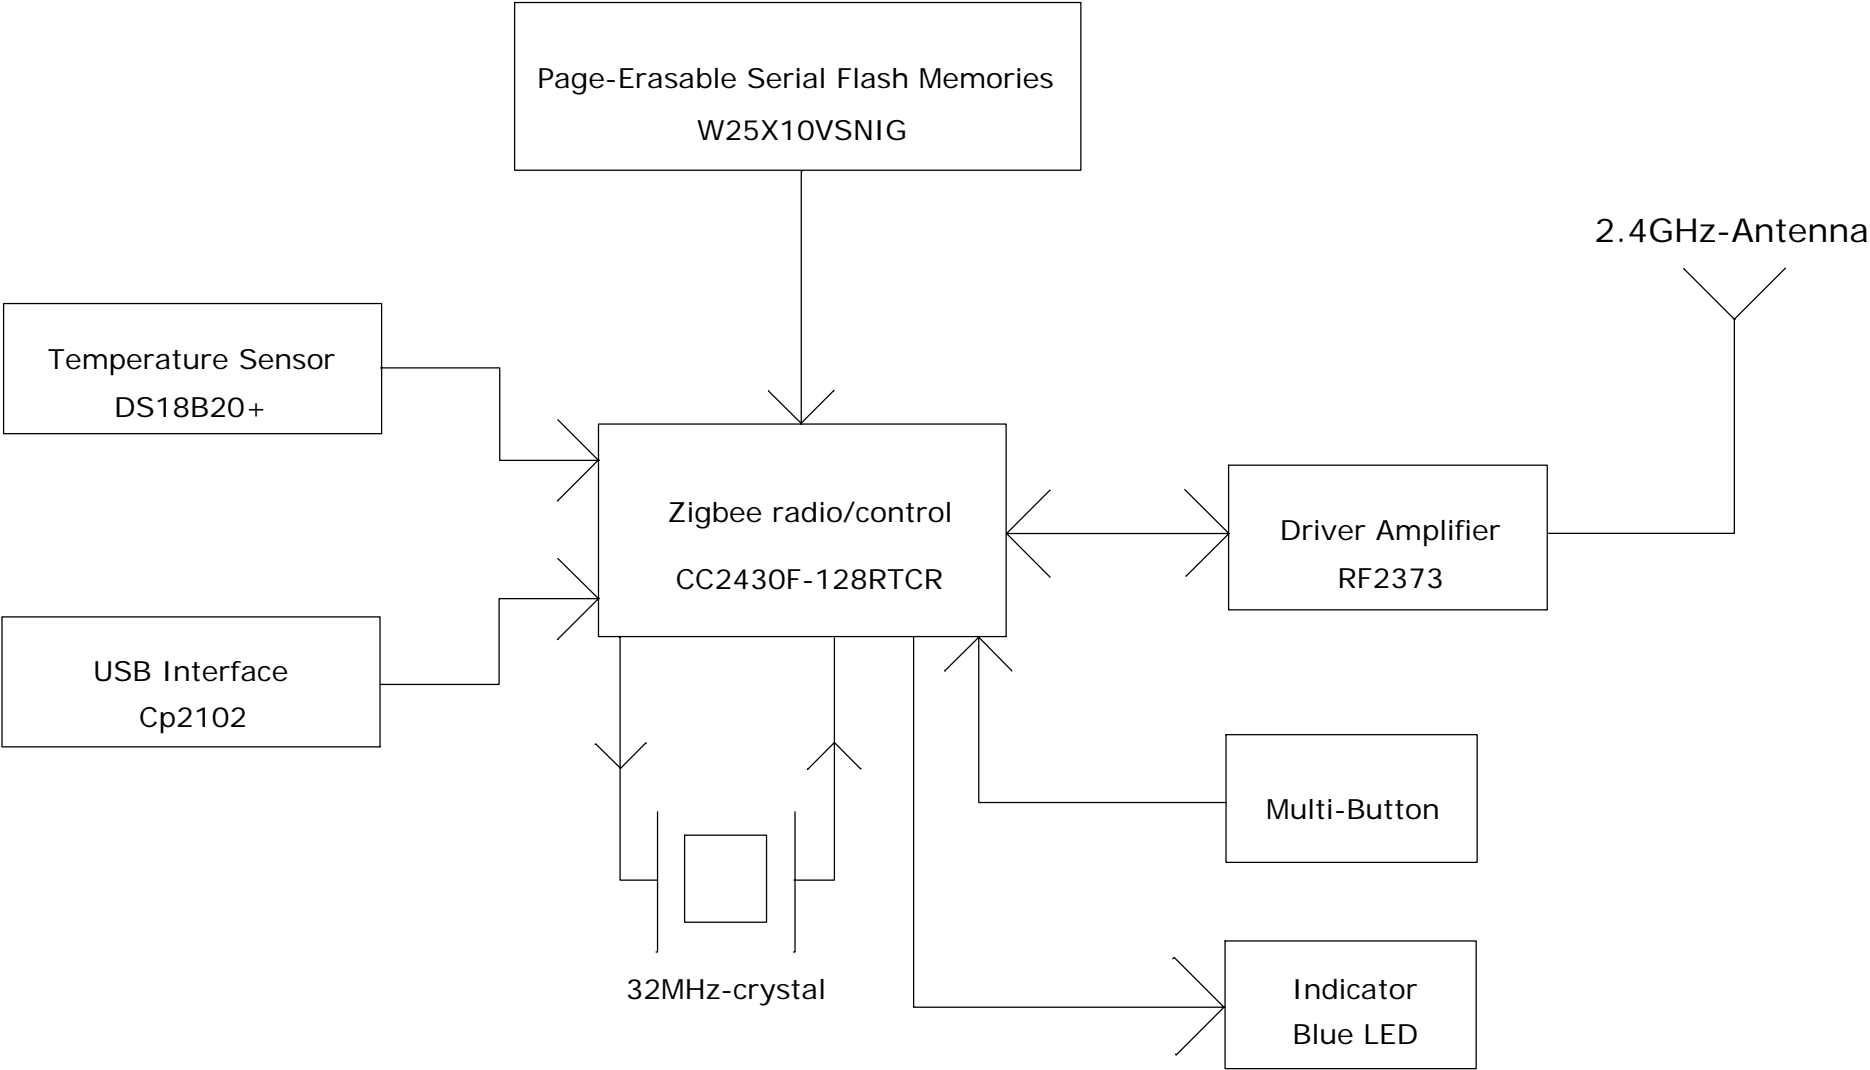 Page-Erasable Serial Flash Memories
W25X10VSNIG
2.4GHz-Antenna
Temperature Sensor
DS18B20+
Zigbee radio/control
CC2430F-128RTCR
Driver Amplifier
RF2373
USB Interface
Cp2102
Multi-Button
32MHz-crystal
Indicator
Blue LED